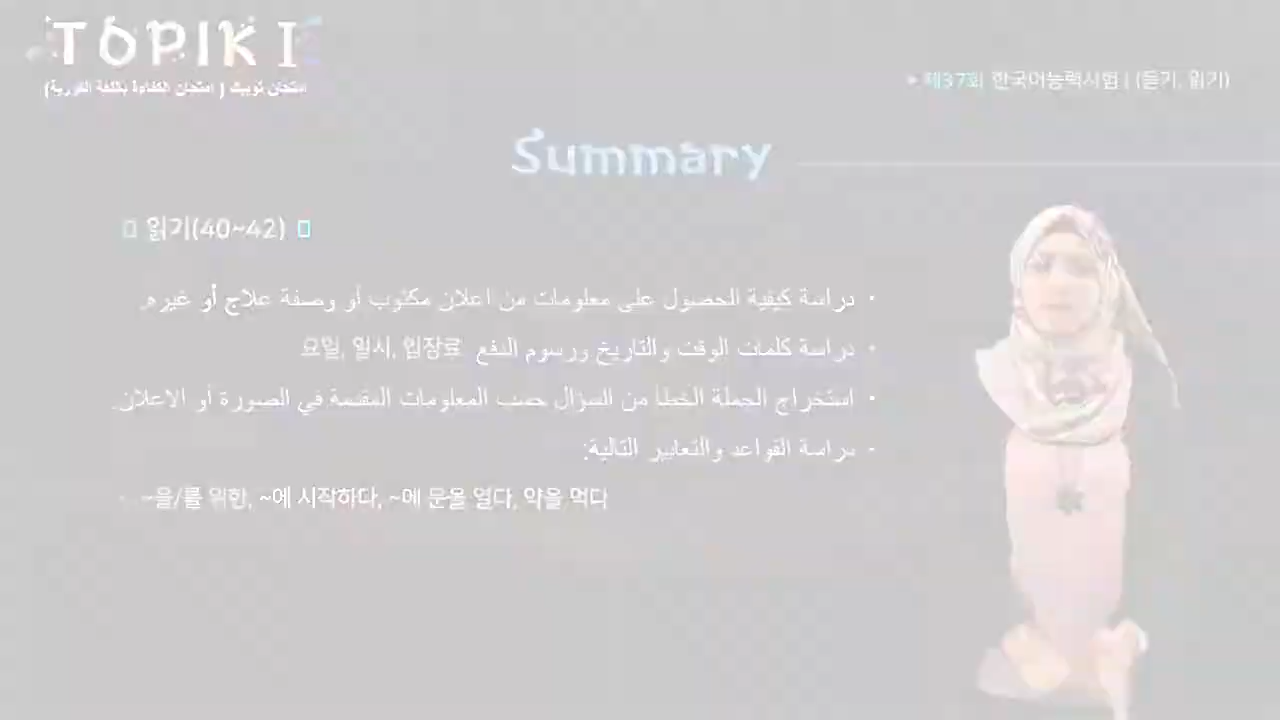 TOPIK I
امتحان توبيك ( امتحان الكفاءة باللغة الكورية)
제37회 한국어능력시험 I (듣기, 읽기)
Summary
읽기(40~42)
· دراسة كيفية الحصول على معلومات من اعلان مكتوب أو وصفة علاج أو غيره.
· دراسة كلمات الوقت والتاريخ ورسوم الدفع 요일, 일시, 입장료
· استخراج الجملة الخطأ من السؤال حسب المعلومات المقدمة في الصورة أو الاعلان.
· دراسة القواعد والتعابير التالية:
~을/를 위한, ~에 시작하다, ~에 문을 열다, 약을 먹다